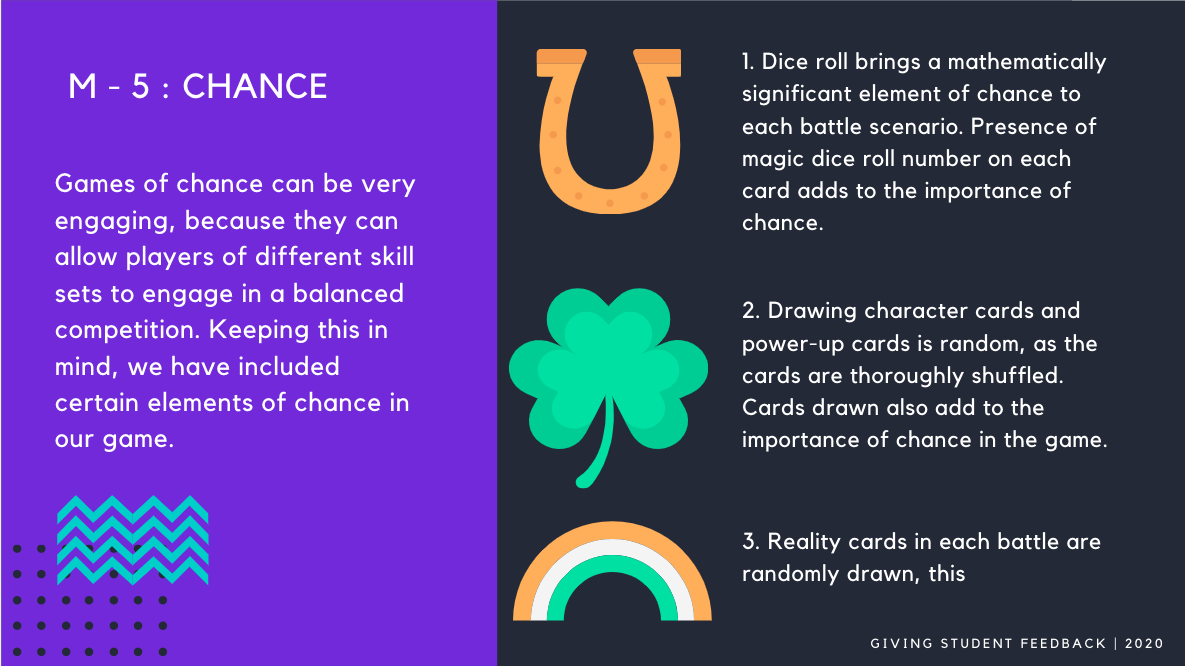 M - 5 : CHANCE
Games of chance can be very
engaging, because they can
allow players of different skill
sets to engage in a balanced
competition. Keeping this in
mind, we have included
certain elements of chance in
our game.
1. Dice roll brings a mathematically
significant element of chance to
each battle scenario. Presence of
magic dice roll number on each
card adds to the importance of
chance.
2. Drawing character cards and
power-up cards is random, as the
cards are thoroughly shuffled.
Cards drawn also add to the
importance of chance in the game.
3. Reality cards in each battle are
randomly drawn, this
GIVING STUDENT FEEDBACK | 2020